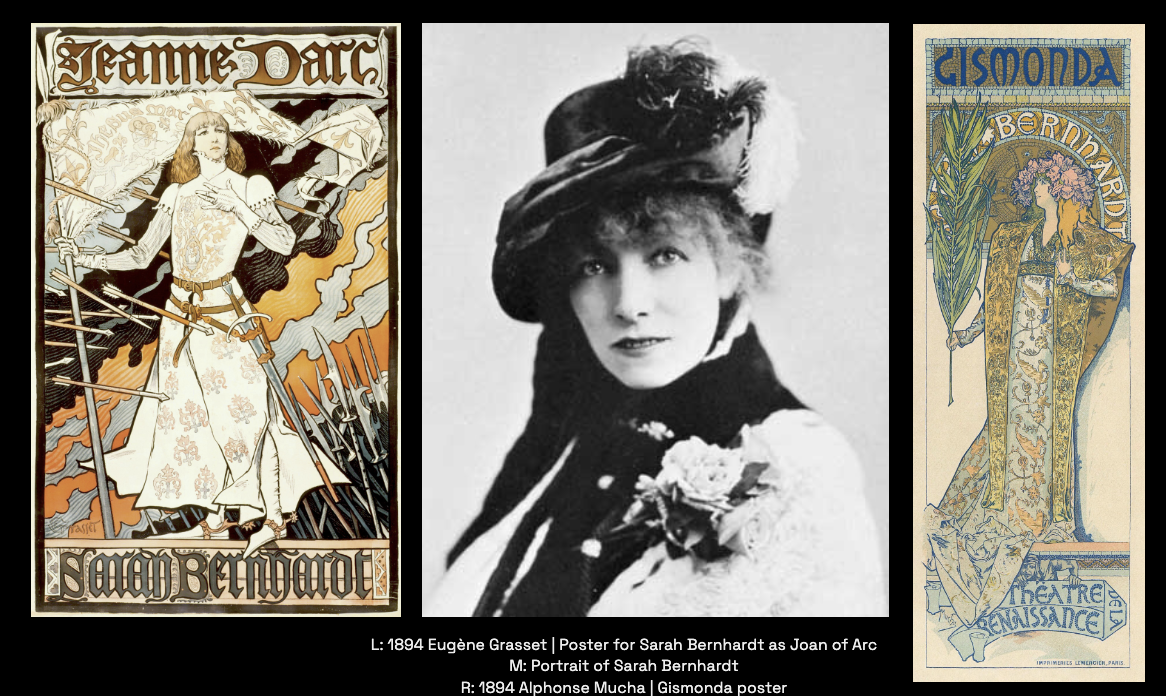 Jeanne Darc
Sarah Bernhardt
GISMONDA
BERNHARDT
THEATRE
DE LA
RENAISSANCE
IMPRIMERIES LEMERCIER, PARIS.
L: 1894 Eugène Grasset | Poster for Sarah Bernhardt as Joan of Arc
M: Portrait of Sarah Bernhardt
R: 1894 Alphonse Mucha | Gismonda poster